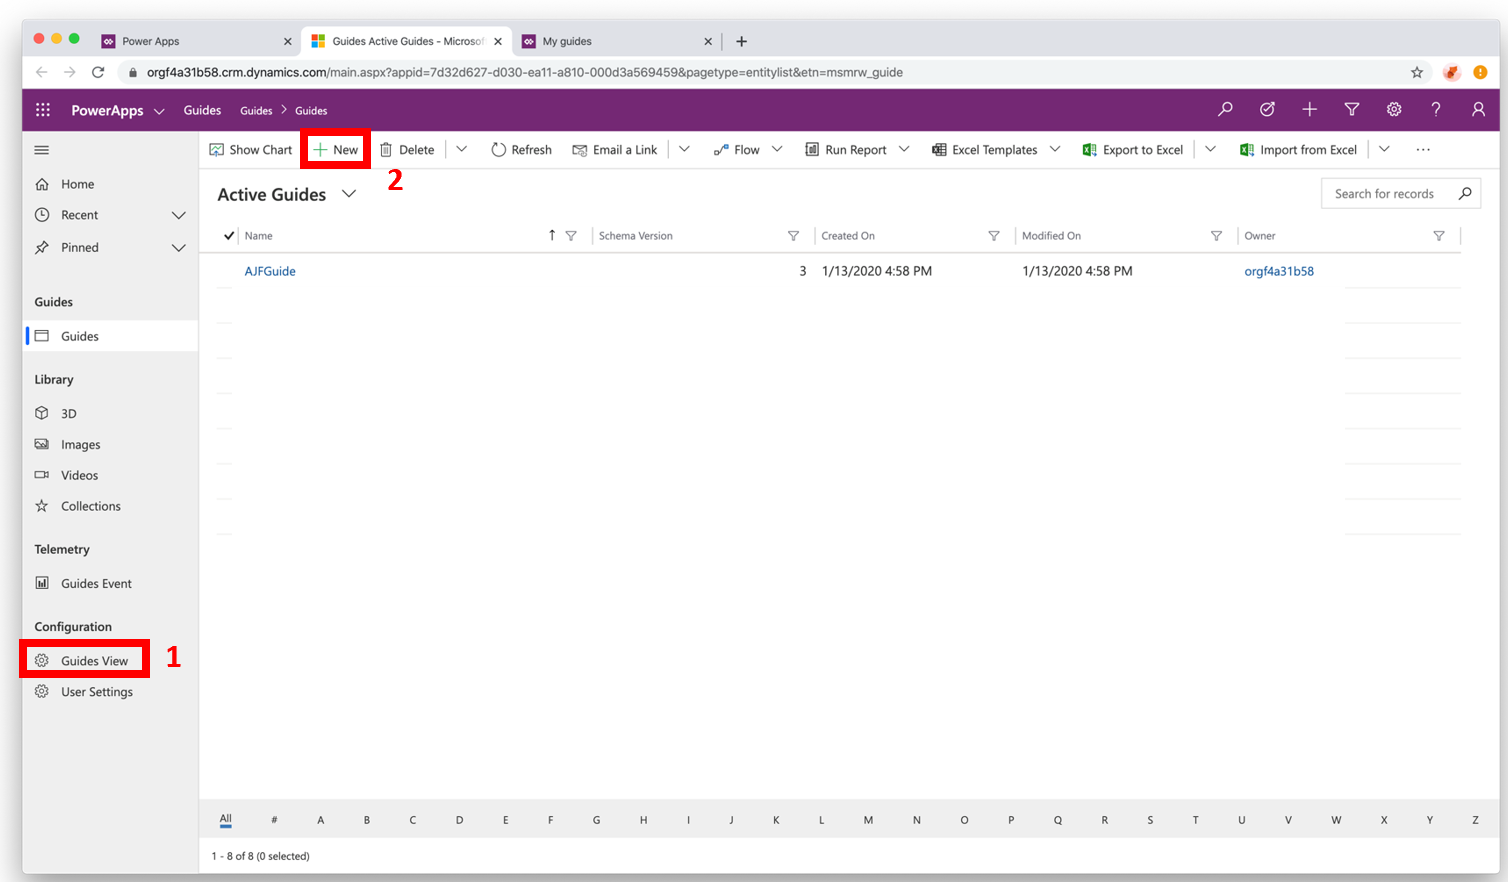 Power Apps
Guides Active Guides - Microsof
My guides
orgf4a31b58.crm.dynamics.com/main.aspx?appid=7d32d627-d030-ea11-a810-000d3a569459&pagetype=entitylist&etn=msmrw_guide
PowerApps Guides Guides > Guides
Show Chart New Delete Refresh Email a Link Flow Run Report Excel Templates Export to Excel Import from Excel ...
2
Home
Recent
Pinned
Guides
Guides
Library
3D
Images
Videos
Collections
Telemetry
Guides Event
Configuration
Guides View
1
User Settings
Active Guides
Search for records
Name Schema Version Created On Modified On Owner
AJFGuide 3 1/13/2020 4:58 PM 1/13/2020 4:58 PM orgf4a31b58
All # A B C D E F G H I J K L M N O P Q R S T U V W X Y Z
1 - 8 of 8 (0 selected)